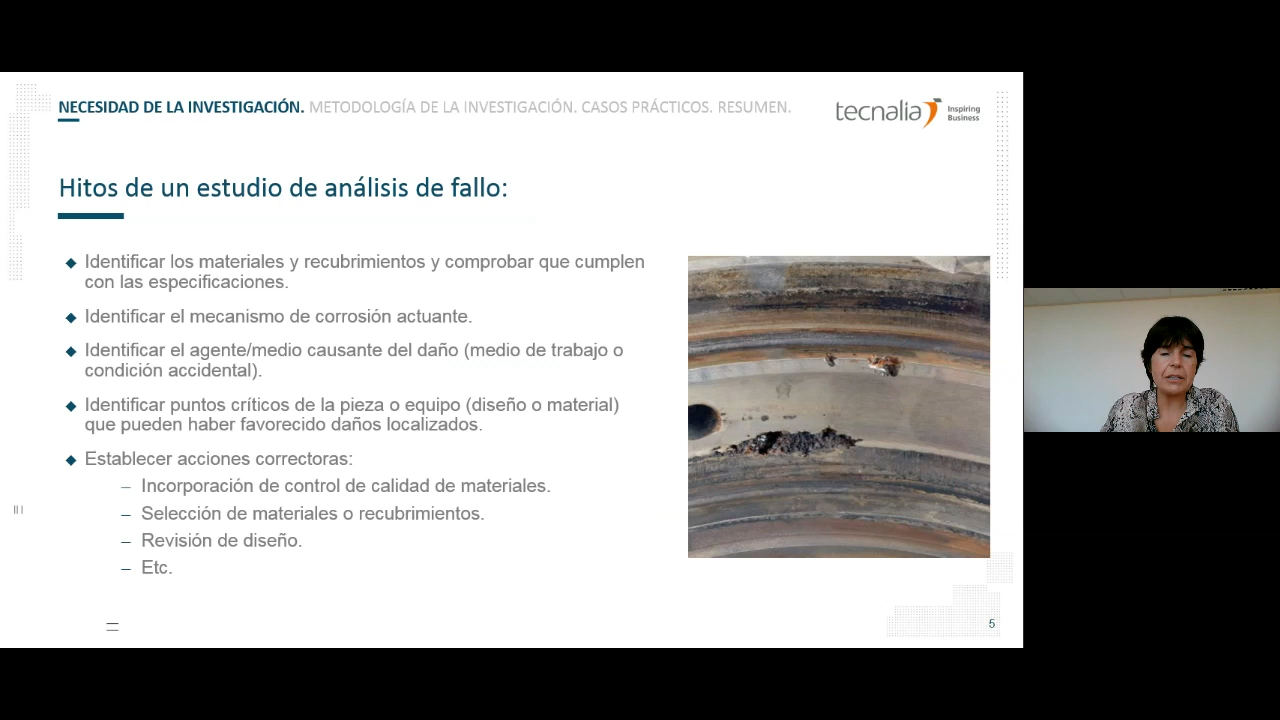 NECESIDAD DE LA INVESTIGACIÓN. METODOLOGÍA DE LA INVESTIGACIÓN. CASOS PRÁCTICOS. RESUMEN.
tecnalia Inspiring
Business
Hitos de un estudio de análisis de fallo:
◆ Identificar los materiales y recubrimientos y comprobar que cumplen
con las especificaciones.
◆ Identificar el mecanismo de corrosión actuante.
◆ Identificar el agente/medio causante del daño (medio de trabajo o
condición accidental).
◆ Identificar puntos críticos de la pieza o equipo (diseño o material)
que pueden haber favorecido daños localizados.
◆ Establecer acciones correctoras:
– Incorporación de control de calidad de materiales.
– Selección de materiales o recubrimientos.
– Revisión de diseño.
– Etc.
5